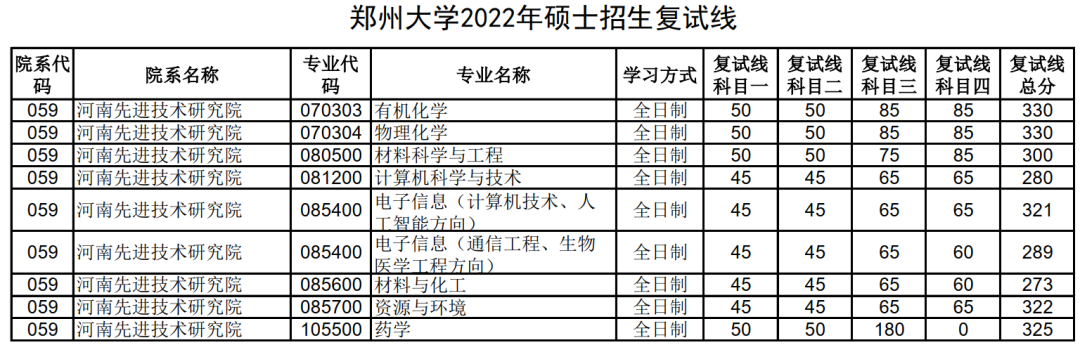 郑州大学2022年硕士招生复试线
院系代码 院系名称 专业代码 专业名称 学习方式 复试线科目一 复试线科目二 复试线科目三 复试线科目四 复试线总分
059 河南先进技术研究院 070303 有机化学 全日制 50 50 85 85 330
059 河南先进技术研究院 070304 物理化学 全日制 50 50 85 85 330
059 河南先进技术研究院 080500 材料科学与工程 全日制 50 50 75 85 300
059 河南先进技术研究院 081200 计算机科学与技术 全日制 45 45 65 65 280
059 河南先进技术研究院 085400 电子信息（计算机技术、人工智能方向） 全日制 45 45 65 65 321
059 河南先进技术研究院 085400 电子信息（通信工程、生物医学工程方向） 全日制 45 45 65 60 289
059 河南先进技术研究院 085600 材料与化工 全日制 45 45 65 60 273
059 河南先进技术研究院 085700 资源与环境 全日制 45 45 65 65 322
059 河南先进技术研究院 105500 药学 全日制 50 50 180 0 325